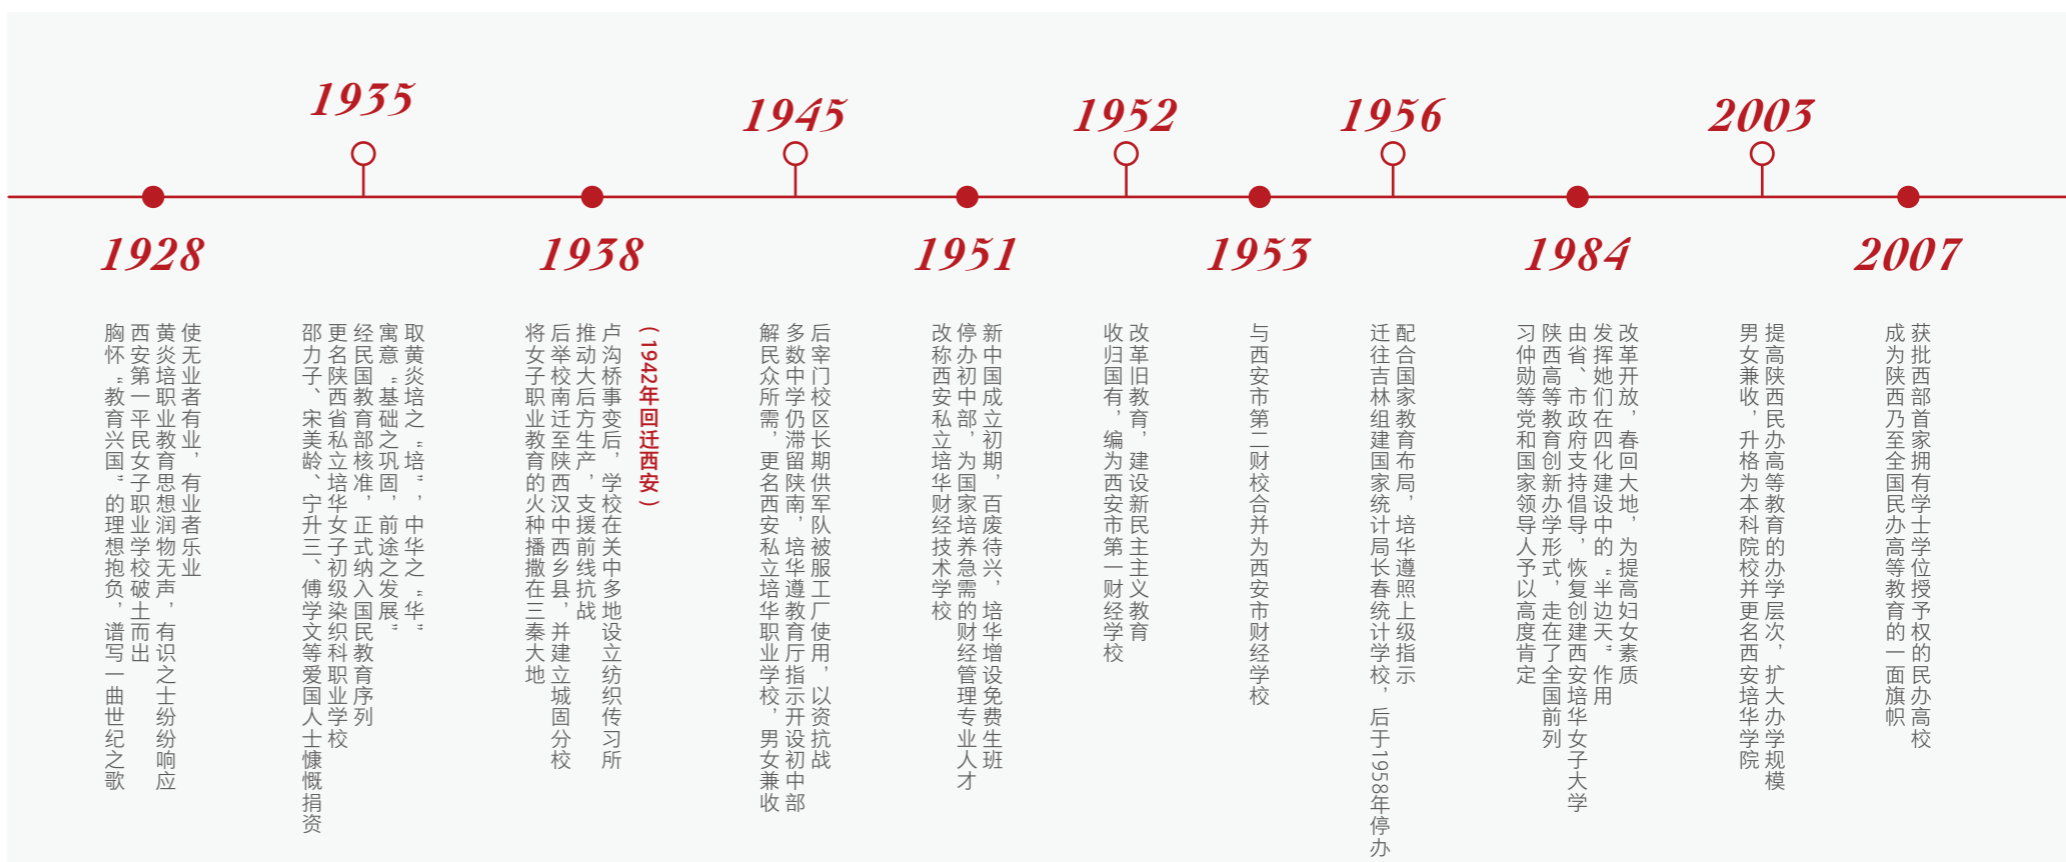 1928
使无业者有业，有业者乐业
黄炎培职业教育思想润物无声，有识之士纷纷响应
西安第一平民女子职业学校破土而出
胸怀“教育兴国”的理想抱负，谱写一曲世纪之歌
1935
取黄炎培之“培”，中华之“华”
寓意“基础之巩固，前途之发展”
经民国教育部核准，正式纳入国民教育序列
更名陕西省私立培华女子初级染织科职业学校
邵力子、宋美龄、宁升三、傅学文等爱国人士慷慨捐资
1938
（1942年回迁西安）
卢沟桥事变后，学校在关中多地设立纺织传习所
推动大后方生产，支援前线抗战
后举校南迁至陕西汉中西乡县，并建立城固分校
将女子职业教育的火种播撒在三秦大地
1945
后宰门校区长期供军队被服工厂使用，以资抗战
多数中学仍滞留陕南，培华遵教育厅指示开设初中部
解民众所需，更名西安私立培华职业学校，男女兼收
1951
新中国成立初期，百废待兴，培华增设免费生班
停办初中部，为国家培养急需的财经管理专业人才
改称西安私立培华财经技术学校
1952
改革旧教育，建设新民主主义教育
收归国有，编为西安市第一财经学校
1953
与西安市第二财校合并为西安市财经学校
1956
配合国家教育布局，培华遵照上级指示
迁往吉林组建国家统计局长春统计学校，后于1958年停办
1984
改革开放，春回大地，为提高妇女素质
发挥她们在四化建设中的“半边天”作用
由省、市政府支持倡导，恢复创建西安培华女子大学
陕西高等教育创新办学形式，走在了全国前列
习仲勋等党和国家领导人予以高度肯定
2003
提高陕西民办高等教育的办学层次，扩大办学规模
男女兼收，升格为本科院校并更名西安培华学院
2007
获批西部首家拥有学士学位授予权的民办高校
成为陕西乃至全国民办高等教育的一面旗帜